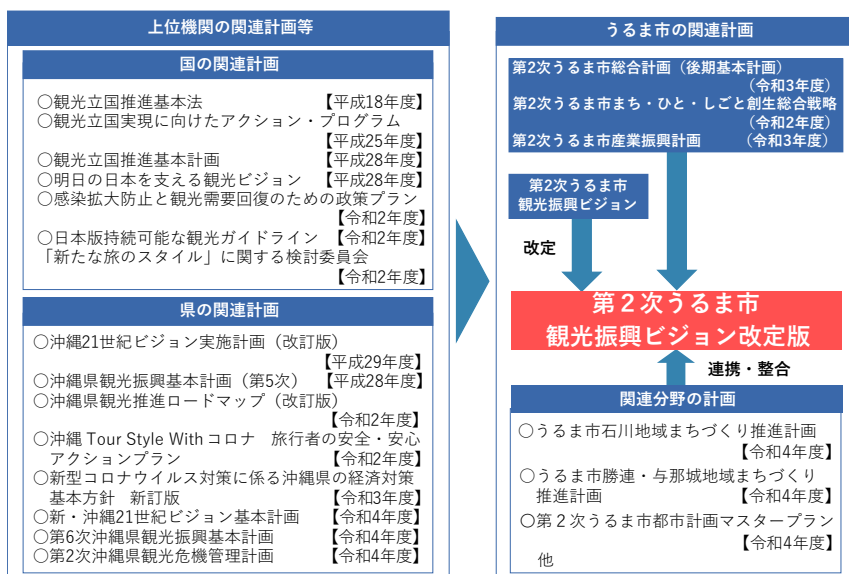 上位機関の関連計画等
国の関連計画
○観光立国推進基本法 【平成18年度】
○観光立国実現に向けたアクション・プログラム
【平成25年度】
○観光立国推進基本計画 【平成28年度】
○明日の日本を支える観光ビジョン 【平成28年度】
○感染拡大防止と観光需要回復のための政策プラン
【令和2年度】
○日本版持続可能な観光ガイドライン 【令和2年度】
「新たな旅のスタイル」に関する検討委員会
【令和2年度】
県の関連計画
○沖縄21世紀ビジョン実施計画（改訂版）
【平成29年度】
○沖縄県観光振興基本計画（第5次） 【平成28年度】
○沖縄県観光推進ロードマップ（改訂版）
【令和2年度】
○沖縄 Tour Style With コロナ 旅行者の安全・安心
アクションプラン 【令和2年度】
○新型コロナウイルス対策に係る沖縄県の経済対策
基本方針 新訂版 【令和3年度】
○新・沖縄21世紀ビジョン基本計画 【令和4年度】
○第6次沖縄県観光振興基本計画 【令和4年度】
○第2次沖縄県観光危機管理計画 【令和4年度】
うるま市の関連計画
第2次うるま市総合計画（後期基本計画）
（令和3年度）
第2次うるま市まち・ひと・しごと創生総合戦略
（令和2年度）
第2次うるま市産業振興計画 （令和3年度）
第2次うるま市
観光振興ビジョン
改定
第２次うるま市
観光振興ビジョン改定版
連携・整合
関連分野の計画
○うるま市石川地域まちづくり推進計画
【令和4年度】
○うるま市勝連・与那城地域まちづくり
推進計画 【令和4年度】
○第２次うるま市都市計画マスタープラン
【令和4年度】
他